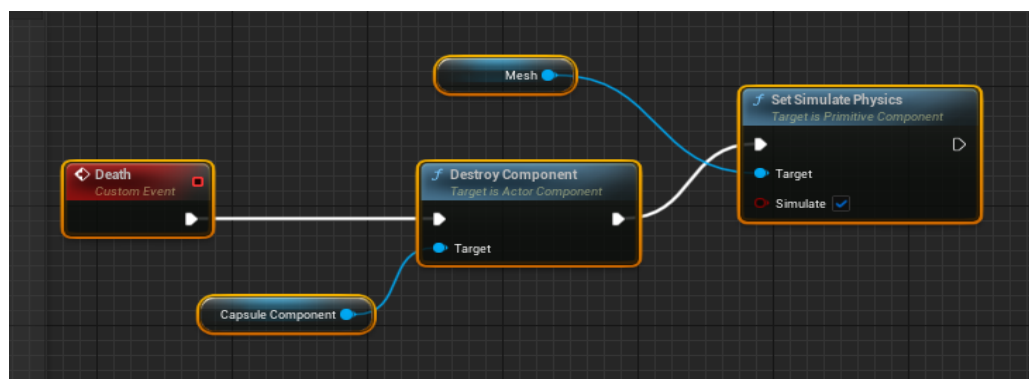 Mesh
f Set Simulate Physics
Target is Primitive Component
Target
Simulate
Death
Custom Event
f Destroy Component
Target is Actor Component
Target
Capsule Component